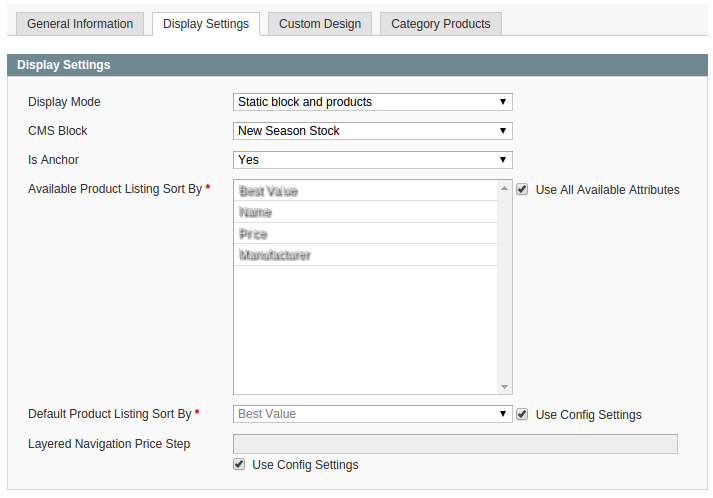 General Information Display Settings Custom Design Category Products
Display Settings
Display Mode Static block and products
CMS Block New Season Stock
Is Anchor Yes
Available Product Listing Sort By * Best Value Use All Available Attributes
Name
Price
Manufacturer
Default Product Listing Sort By * Best Value Use Config Settings
Layered Navigation Price Step
Use Config Settings